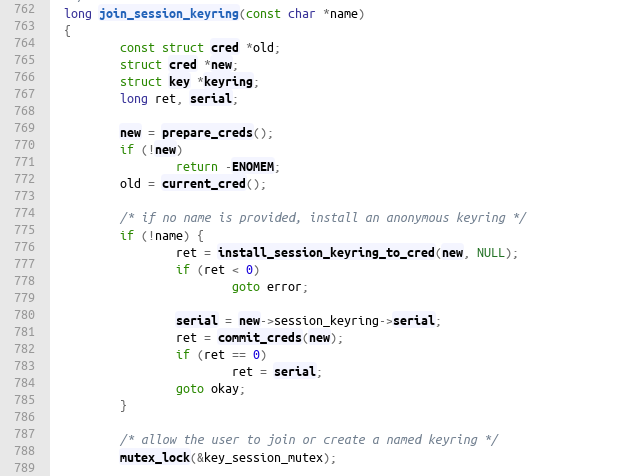 762
763
764
765
766
767
768
769
770
771
772
773
774
775
776
777
778
779
780
781
782
783
784
785
786
787
788
789
long join_session_keyring(const char *name)
{
const struct cred *old;
struct cred *new;
struct key *keyring;
long ret, serial;
new = prepare_creds();
if (!new)
return -ENOMEM;
old = current_cred();
/* if no name is provided, install an anonymous keyring */
if (!name) {
ret = install_session_keyring_to_cred(new, NULL);
if (ret < 0)
goto error;
serial = new->session_keyring->serial;
ret = commit_creds(new);
if (ret == 0)
ret = serial;
goto okay;
}
/* allow the user to join or create a named keyring */
mutex_lock(&key_session_mutex);